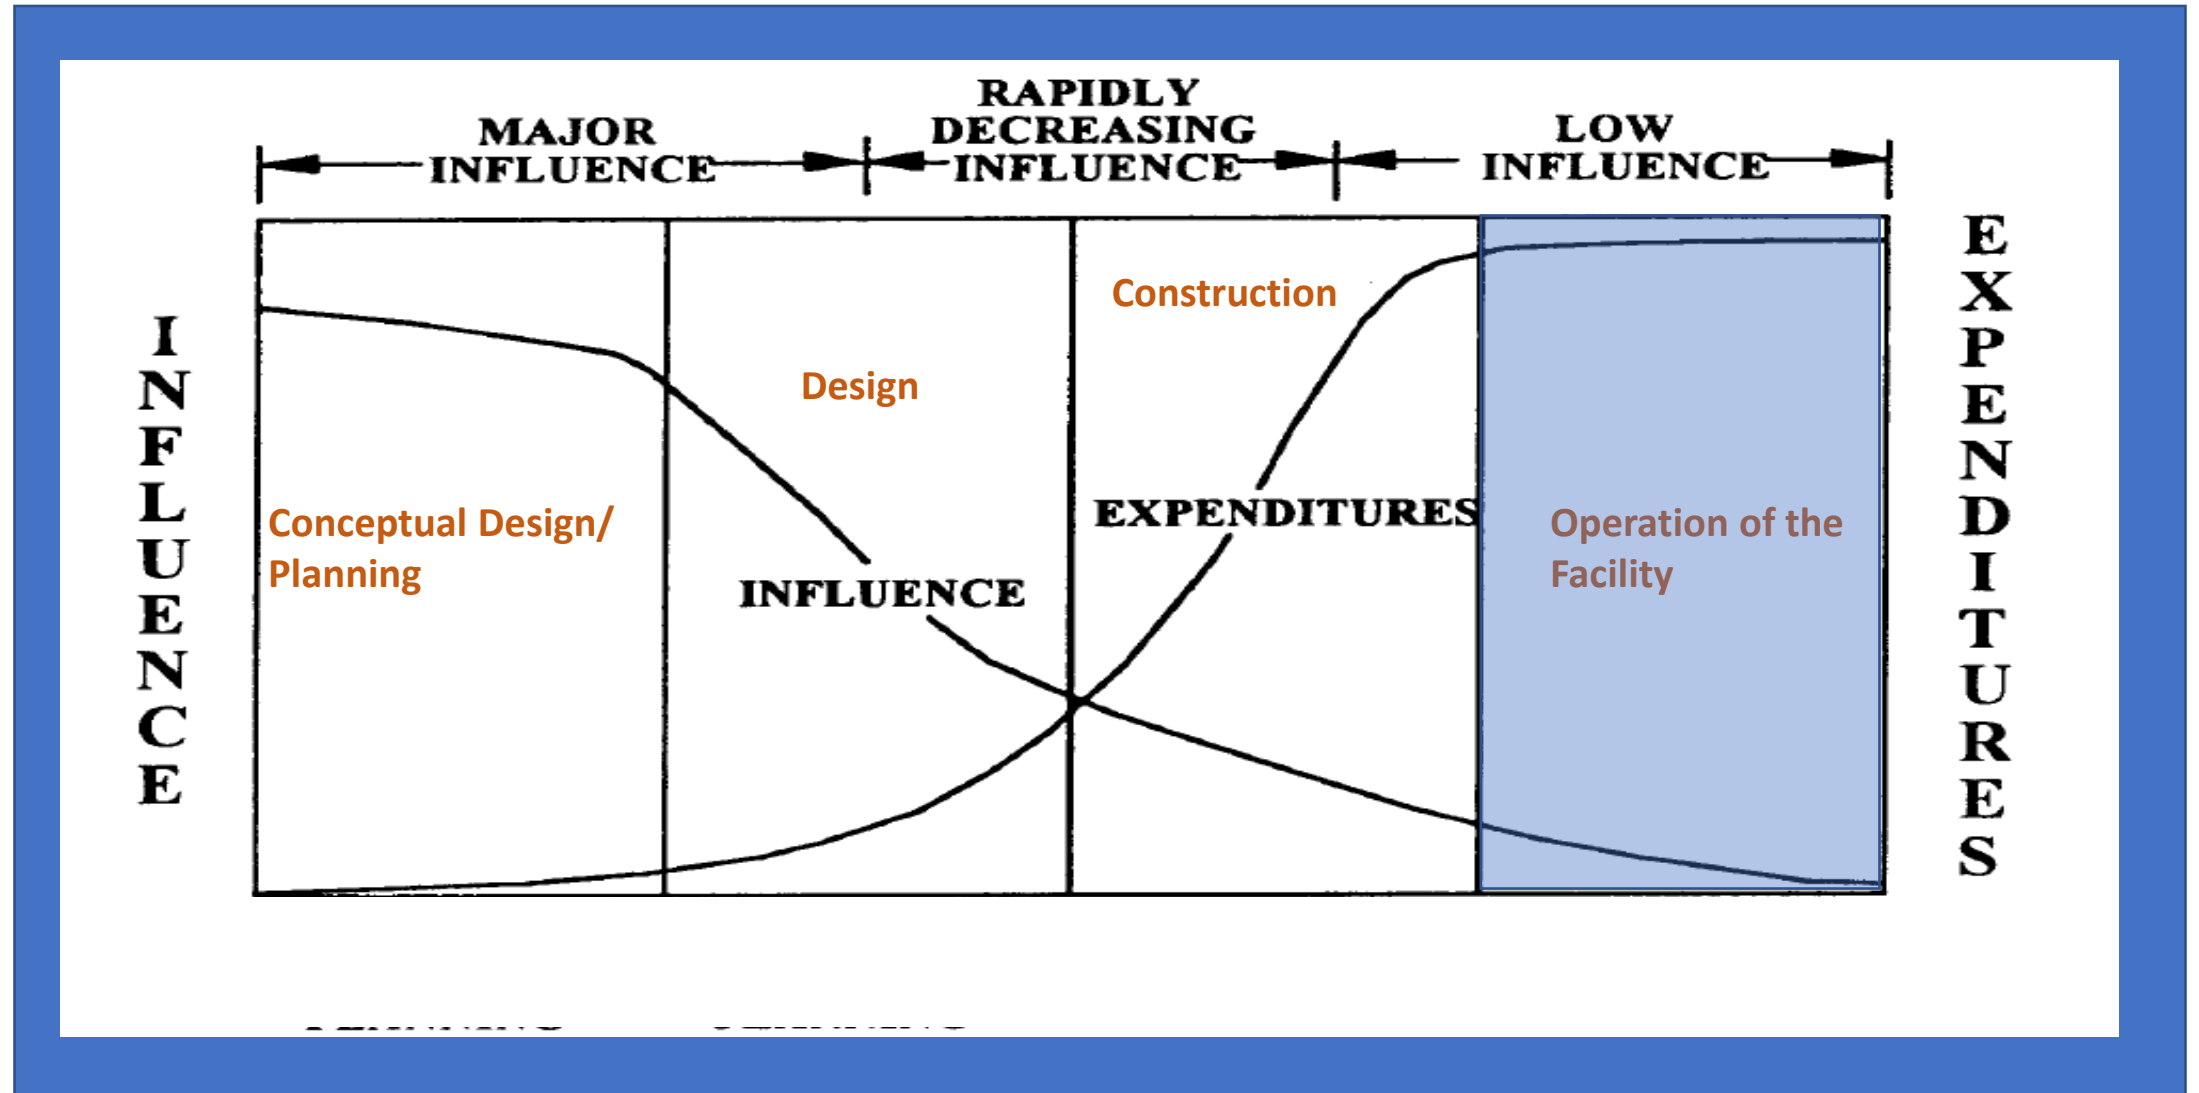 MAJOR
INFLUENCE
RAPIDLY
DECREASING
INFLUENCE
LOW
INFLUENCE
INFLUENCE
Conceptual Design/
Planning
Design
INFLUENCE
Construction
EXPENDITURES
Operation of the
Facility
EXPENDITURES